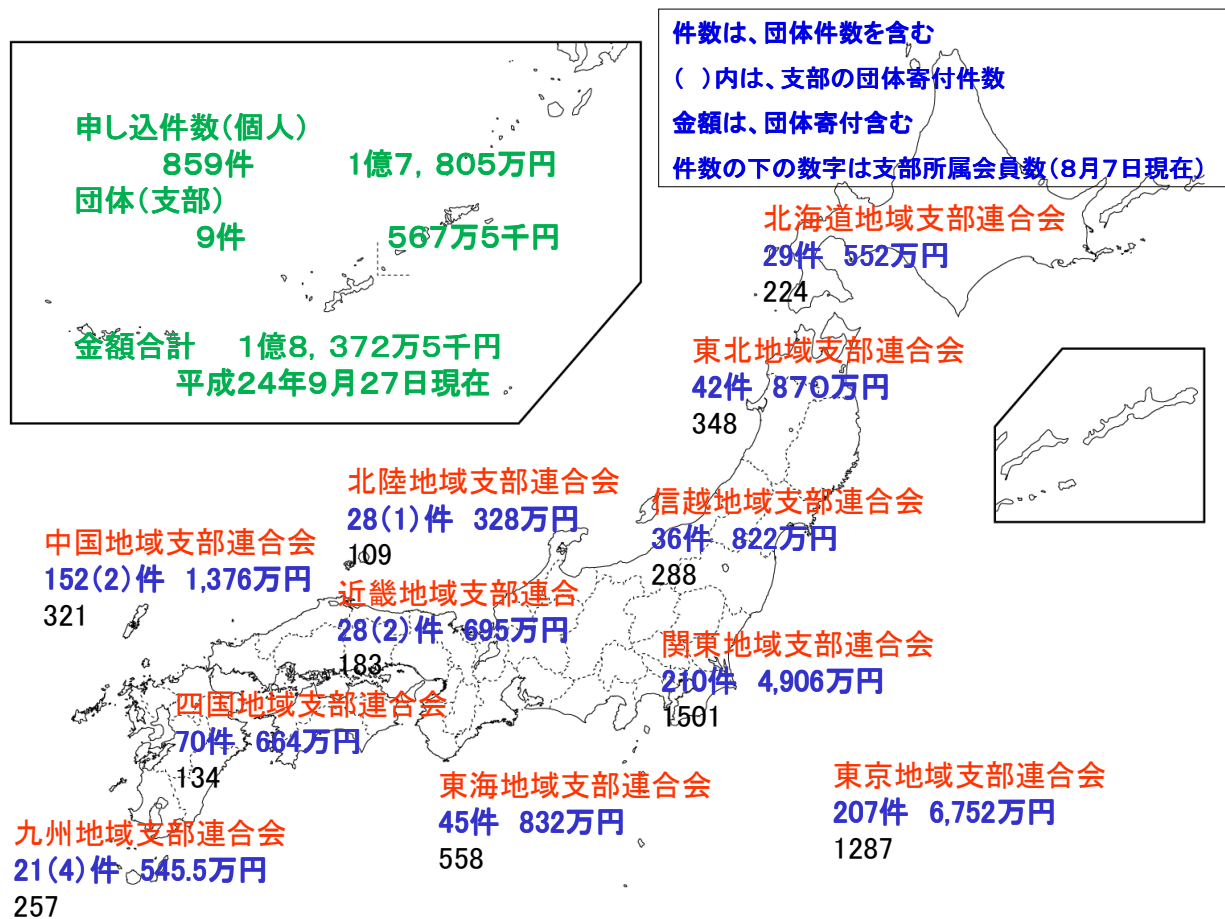 件数は、団体件数を含む
(　)内は、支部の団体寄付件数
金額は、団体寄付含む
件数の下の数字は支部所属会員数(８月７日現在)
申し込件数(個人)
859件　1億7，805万円
団体(支部)
9件　567万5千円
金額合計　1億8，372万5千円
平成24年9月27日現在
北海道地域支部連合会
29件 552万円
224
東北地域支部連合会
42件 870万円
348
北陸地域支部連合会
28(1)件 328万円
109
信越地域支部連合会
36件 822万円
288
中国地域支部連合会
152(2)件 1,376万円
321
近畿地域支部連合
28(2)件 695万円
183
関東地域支部連合会
210件 4,906万円
1501
四国地域支部連合会
70件 664万円
134
東海地域支部連合会
45件 832万円
558
東京地域支部連合会
207件 6,752万円
1287
九州地域支部連合会
21(4)件 545.5万円
257